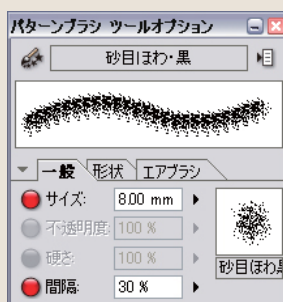 パターンブラシ ツールオプション
砂目ほわ・黒
一般 形状 エアブラシ
サイズ: 8.00 mm
不透明度: 100 %
硬さ: 100 %
間隔: 30 %
砂目ほわ黒